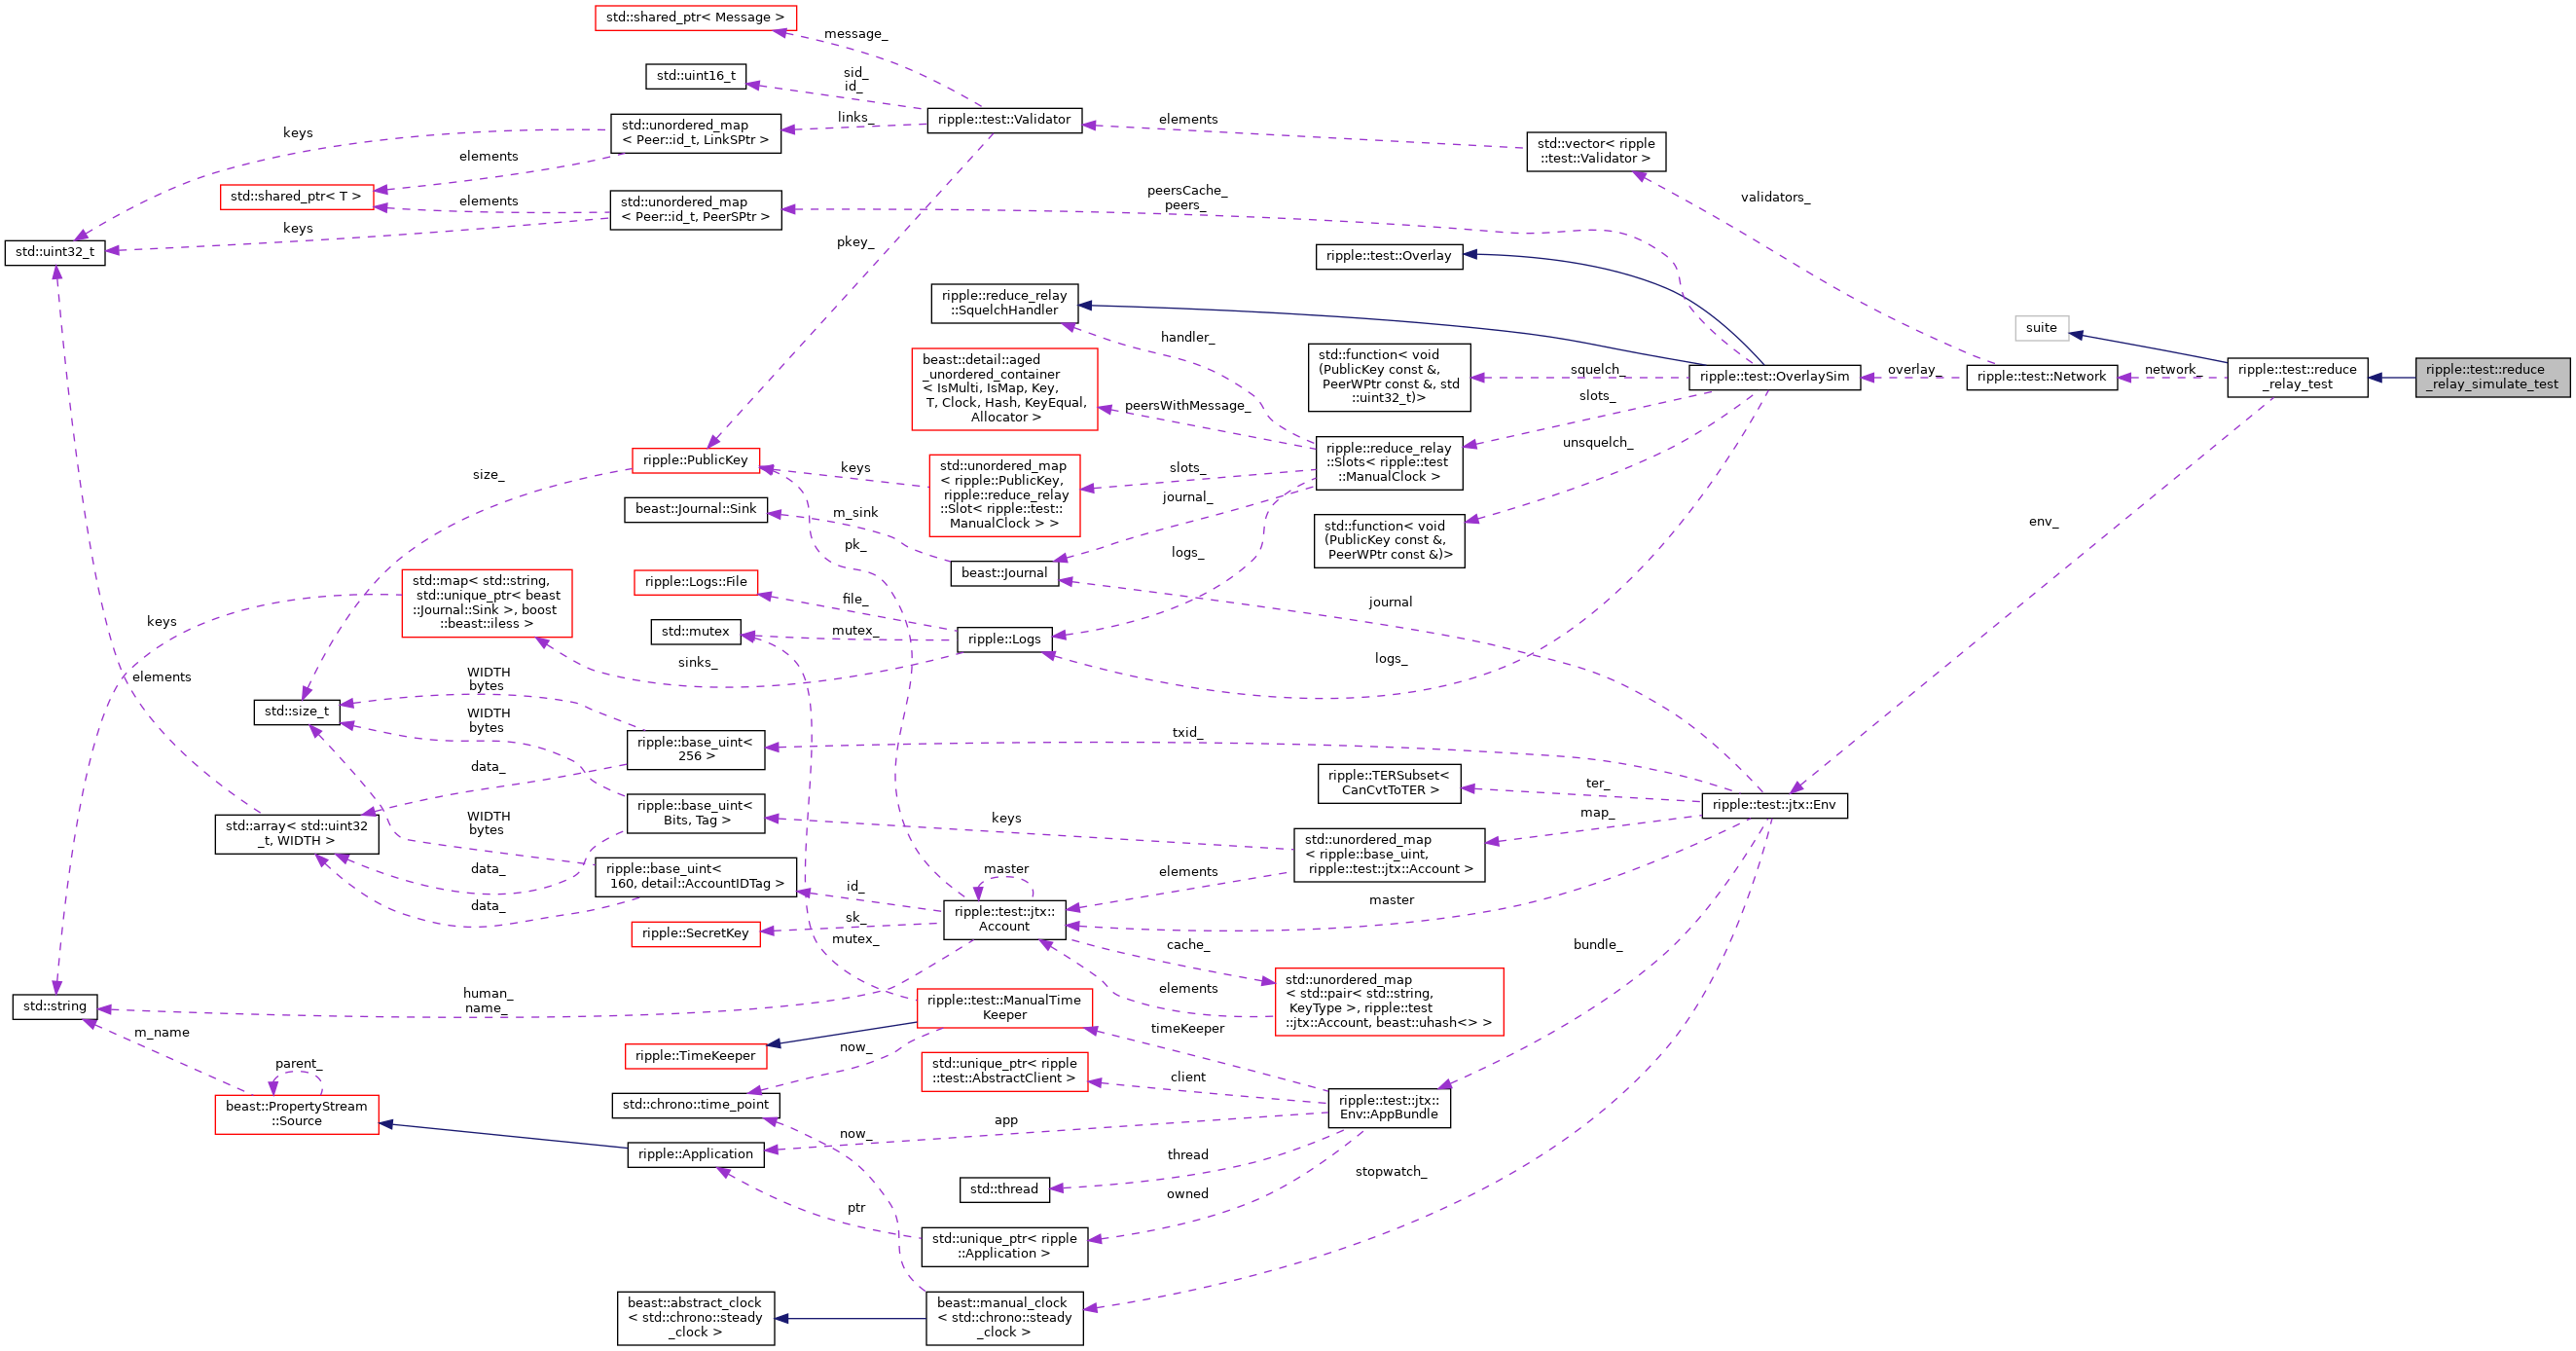 std::shared_ptr< Message >
message_
std::uint16_t
sid_
id_
ripple::test::Validator
links_
std::unordered_map
< Peer::id_t, LinkSPtr >
keys
elements
elements
std::vector< ripple
::test::Validator >
std::shared_ptr< T >
elements
std::unordered_map
< Peer::id_t, PeerSPtr >
peersCache_
peers_
validators_
keys
std::uint32_t
pkey_
ripple::test::Overlay
ripple::reduce_relay
::SquelchHandler
handler_
suite
beast::detail::aged
_unordered_container
< IsMulti, IsMap, Key,
T, Clock, Hash, KeyEqual,
Allocator >
peersWithMessage_
std::function< void
(PublicKey const &,
PeerWPtr const &, std
::uint32_t)>
squelch_
ripple::test::OverlaySim
overlay_
ripple::test::Network
network_
ripple::test::reduce
_relay_test
ripple::test::reduce
_relay_simulate_test
slots_
unsquelch_
ripple::reduce_relay
::Slots< ripple::test
::ManualClock >
ripple::PublicKey
size_
keys
std::unordered_map
< ripple::PublicKey,
ripple::reduce_relay
::Slot< ripple::test::
ManualClock > >
slots_
journal_
beast::Journal::Sink
m_sink
std::function< void
(PublicKey const &,
PeerWPtr const &)>
env_
pk_
logs_
beast::Journal
std::map< std::string,
std::unique_ptr< beast
::Journal::Sink >, boost
::beast::iless >
ripple::Logs::File
file_
journal
keys
std::mutex
mutex_
ripple::Logs
sinks_
logs_
elements
WIDTH
bytes
std::size_t
WIDTH
bytes
ripple::base_uint<
256 >
txid_
data_
ripple::TERSubset<
CanCvtToTER >
ter_
ripple::test::jtx::Env
ripple::base_uint<
Bits, Tag >
keys
map_
std::array< std::uint32
_t, WIDTH >
WIDTH
bytes
std::unordered_map
< ripple::base_uint,
ripple::test::jtx::Account >
data_
ripple::base_uint<
160, detail::AccountIDTag >
id_
master
elements
master
data_
sk_
ripple::test::jtx::
Account
ripple::SecretKey
mutex_
cache_
bundle_
elements
std::unordered_map
< std::pair< std::string,
KeyType >, ripple::test
::jtx::Account, beast::uhash<> >
std::string
human_
name_
ripple::test::ManualTime
Keeper
timeKeeper
m_name
parent_
ripple::TimeKeeper
now_
std::unique_ptr< ripple
::test::AbstractClient >
client
std::chrono::time_point
beast::PropertyStream
::Source
ripple::test::jtx::
Env::AppBundle
now_
app
ripple::Application
thread
std::thread
owned
stopwatch_
ptr
std::unique_ptr< ripple
::Application >
beast::abstract_clock
< std::chrono::steady
_clock >
beast::manual_clock
< std::chrono::steady
_clock >